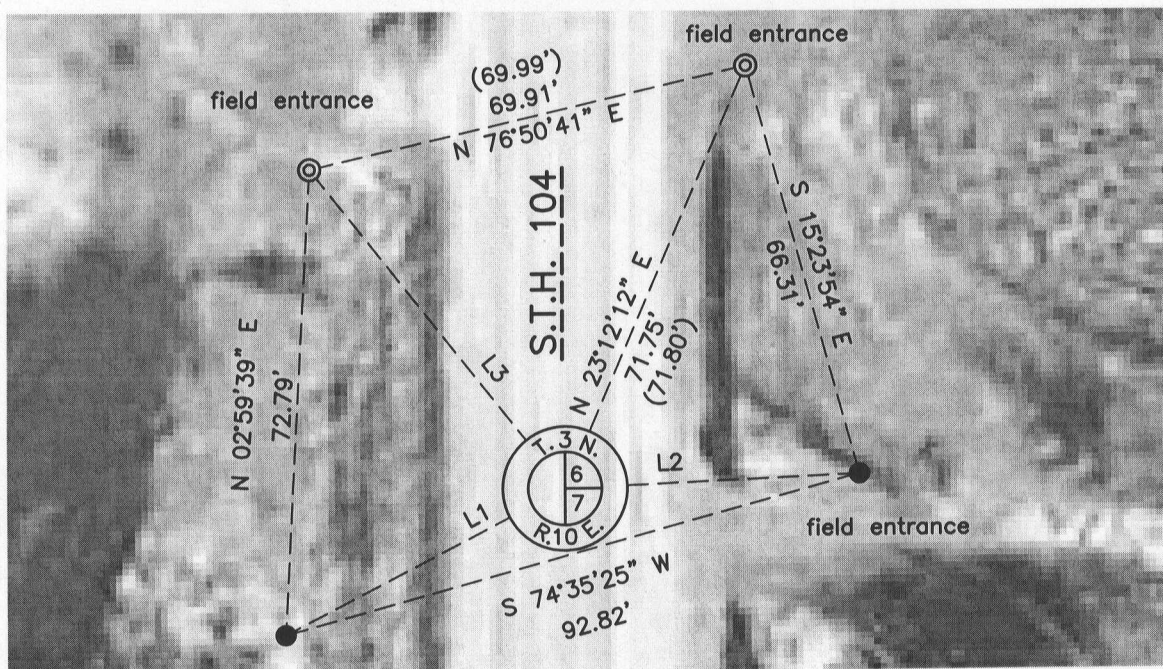 field entrance
field entrance
(69.99')
69.91'
N 76°50'41" E
S.T.H. 104
S 15°23'54" E
66.31'
N 02°59'39" E
72.79'
L3
N 23°12'12" E
71.75'
(71.80')
T. 3 N.
6
7
R.10 E.
L1
L2
field entrance
S 74°35'25" W
92.82'